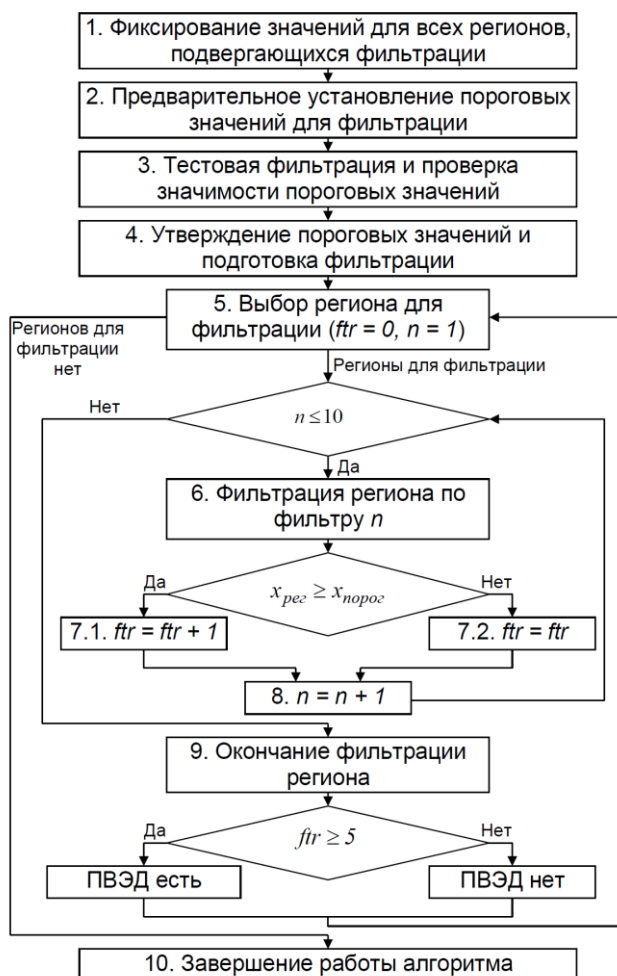 1. Фиксирование значений для всех регионов,
подвергающихся фильтрации
2. Предварительное установление пороговых
значений для фильтрации
3. Тестовая фильтрация и проверка
значимости пороговых значений
4. Утверждение пороговых значений и
подготовка фильтрации
5. Выбор региона для
фильтрации (ftr = 0, n = 1)
Регионов для
фильтрации
нет
Регионы для фильтрации
Нет
n ≤ 10
Да
6. Фильтрация региона по
фильтру n
Да
x_рег ≥ x_порог
Нет
7.1. ftr = ftr + 1
7.2. ftr = ftr
8. n = n + 1
9. Окончание фильтрации
региона
Да
ftr ≥ 5
Нет
ПВЭД есть
ПВЭД нет
10. Завершение работы алгоритма